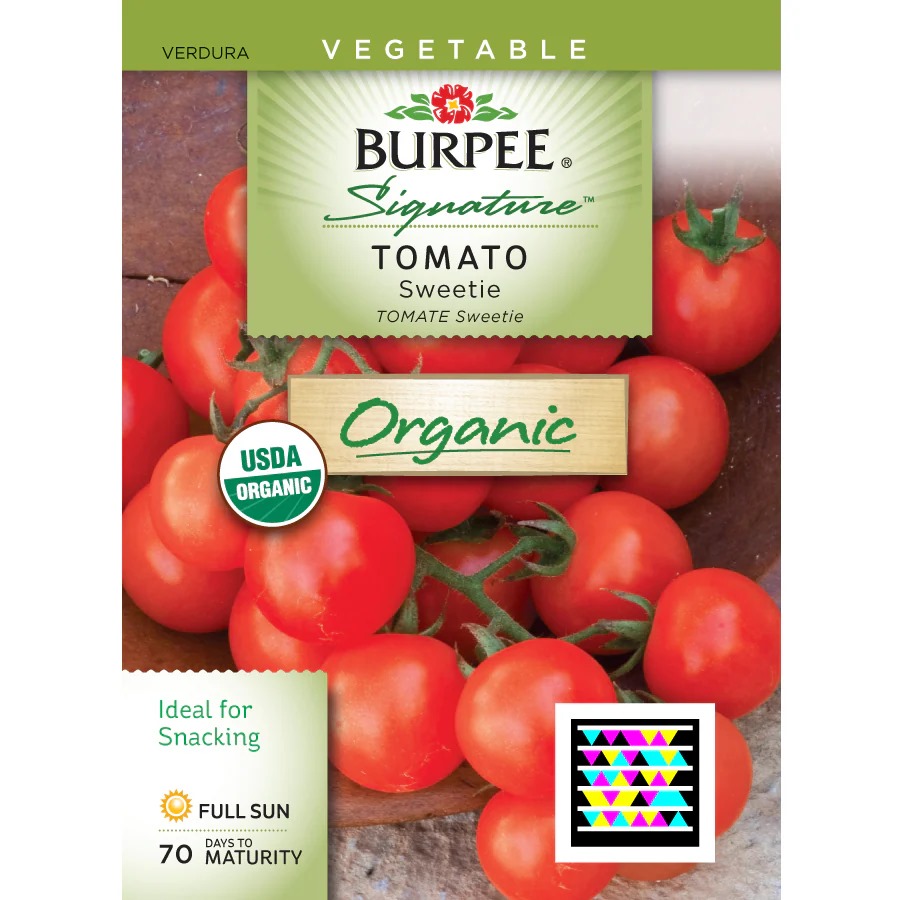 VERDURA
VEGETABLE
BURPEE®
Signature™
TOMATO
Sweetie
TOMATE Sweetie
Organic
USDA
ORGANIC
Ideal for
Snacking
FULL SUN
70 DAYS TO
MATURITY